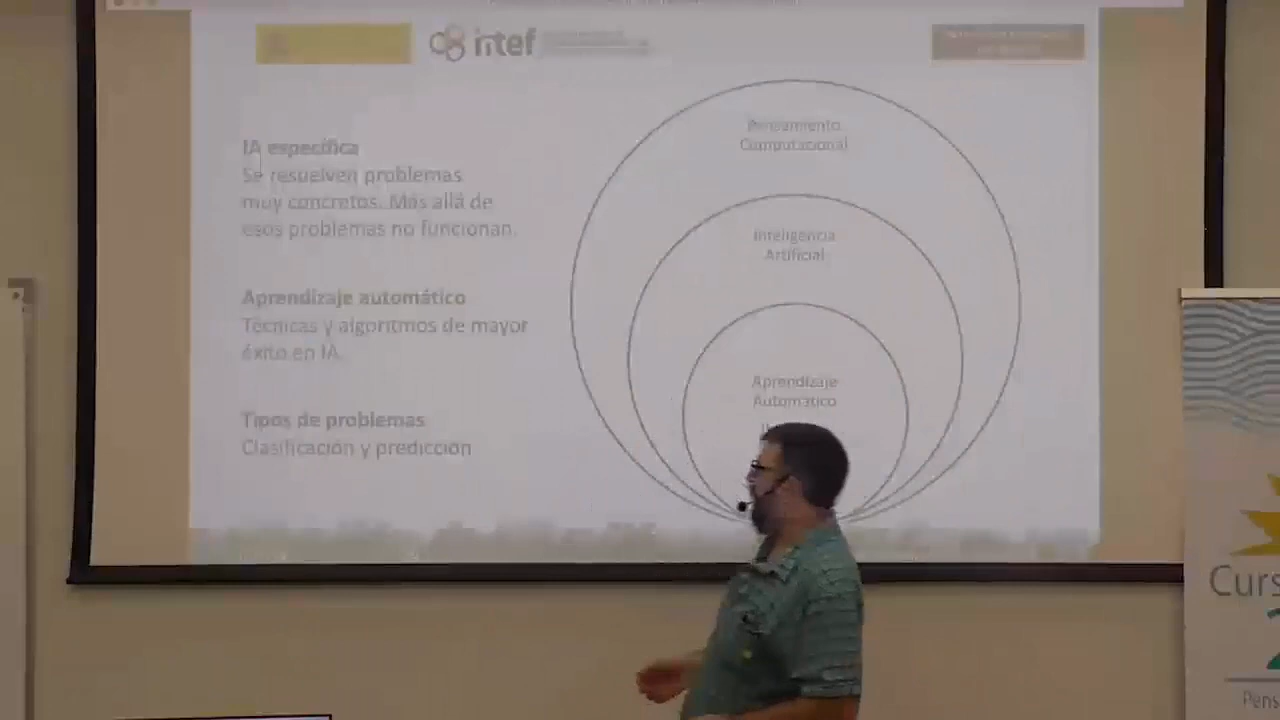 intef
IA específica
Se resuelven problemas
muy concretos. Más allá de
esos problemas no funcionan.
Aprendizaje automático
Técnicas y algoritmos de mayor
éxito en IA.
Tipos de problemas
Clasificación y predicción
Pensamiento
Computacional
Inteligencia
Artificial
Aprendizaje
Automático
Curs
2
Pens